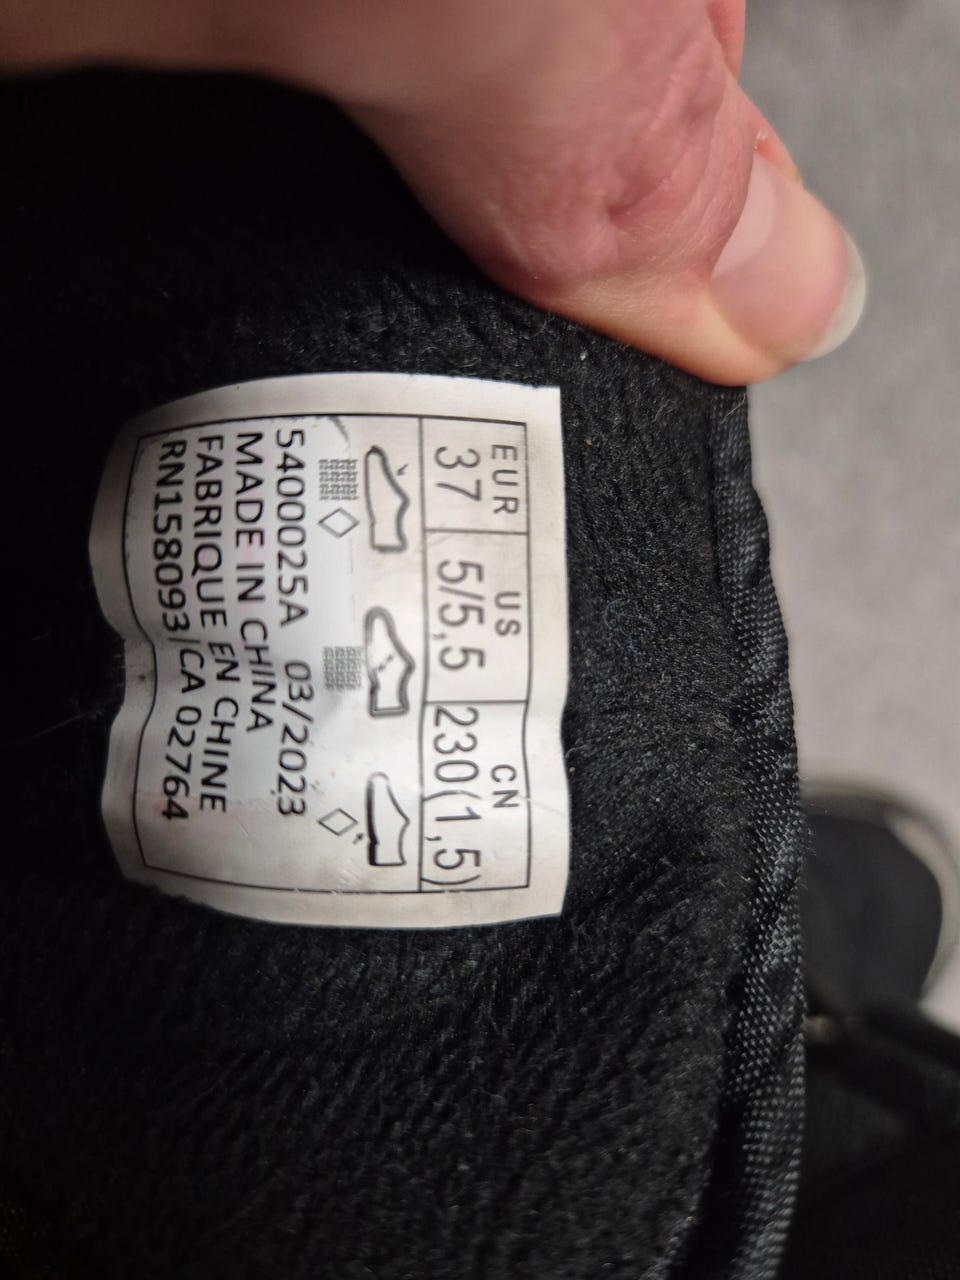 EUR US CN
37 5/5,5 230(1,5)
5400025A 03/2023
MADE IN CHINA
FABRIQUE EN CHINE
RN158093/CA 02764